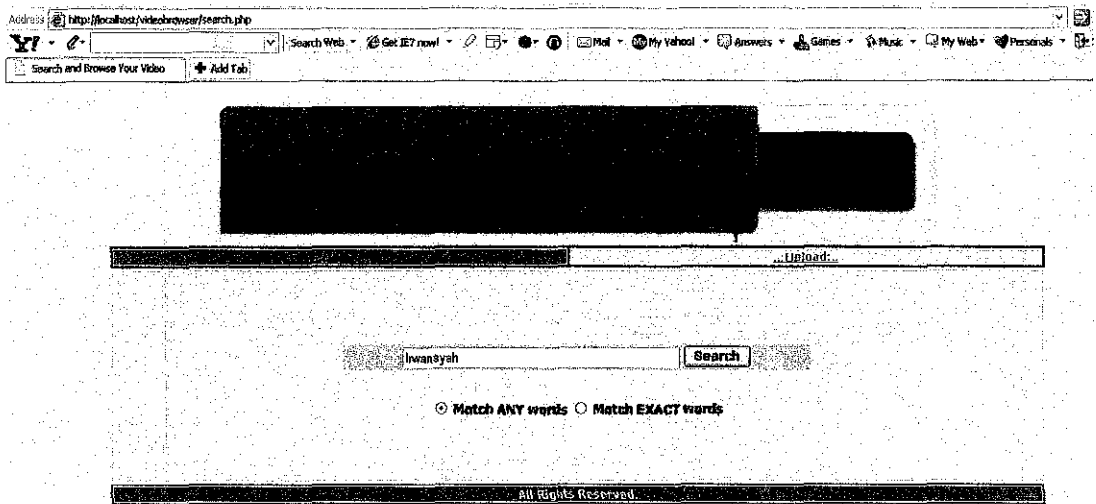 Address http://localhost/videobrowser/search.php
Y! Search Web Get IE7 now! Mail My Yahoo! Answers Games Music My Web Personals
Search and Browse Your Video Add Tab
...Upload...
Irwansyah Search
Match ANY words Match EXACT words
All Rights Reserved.